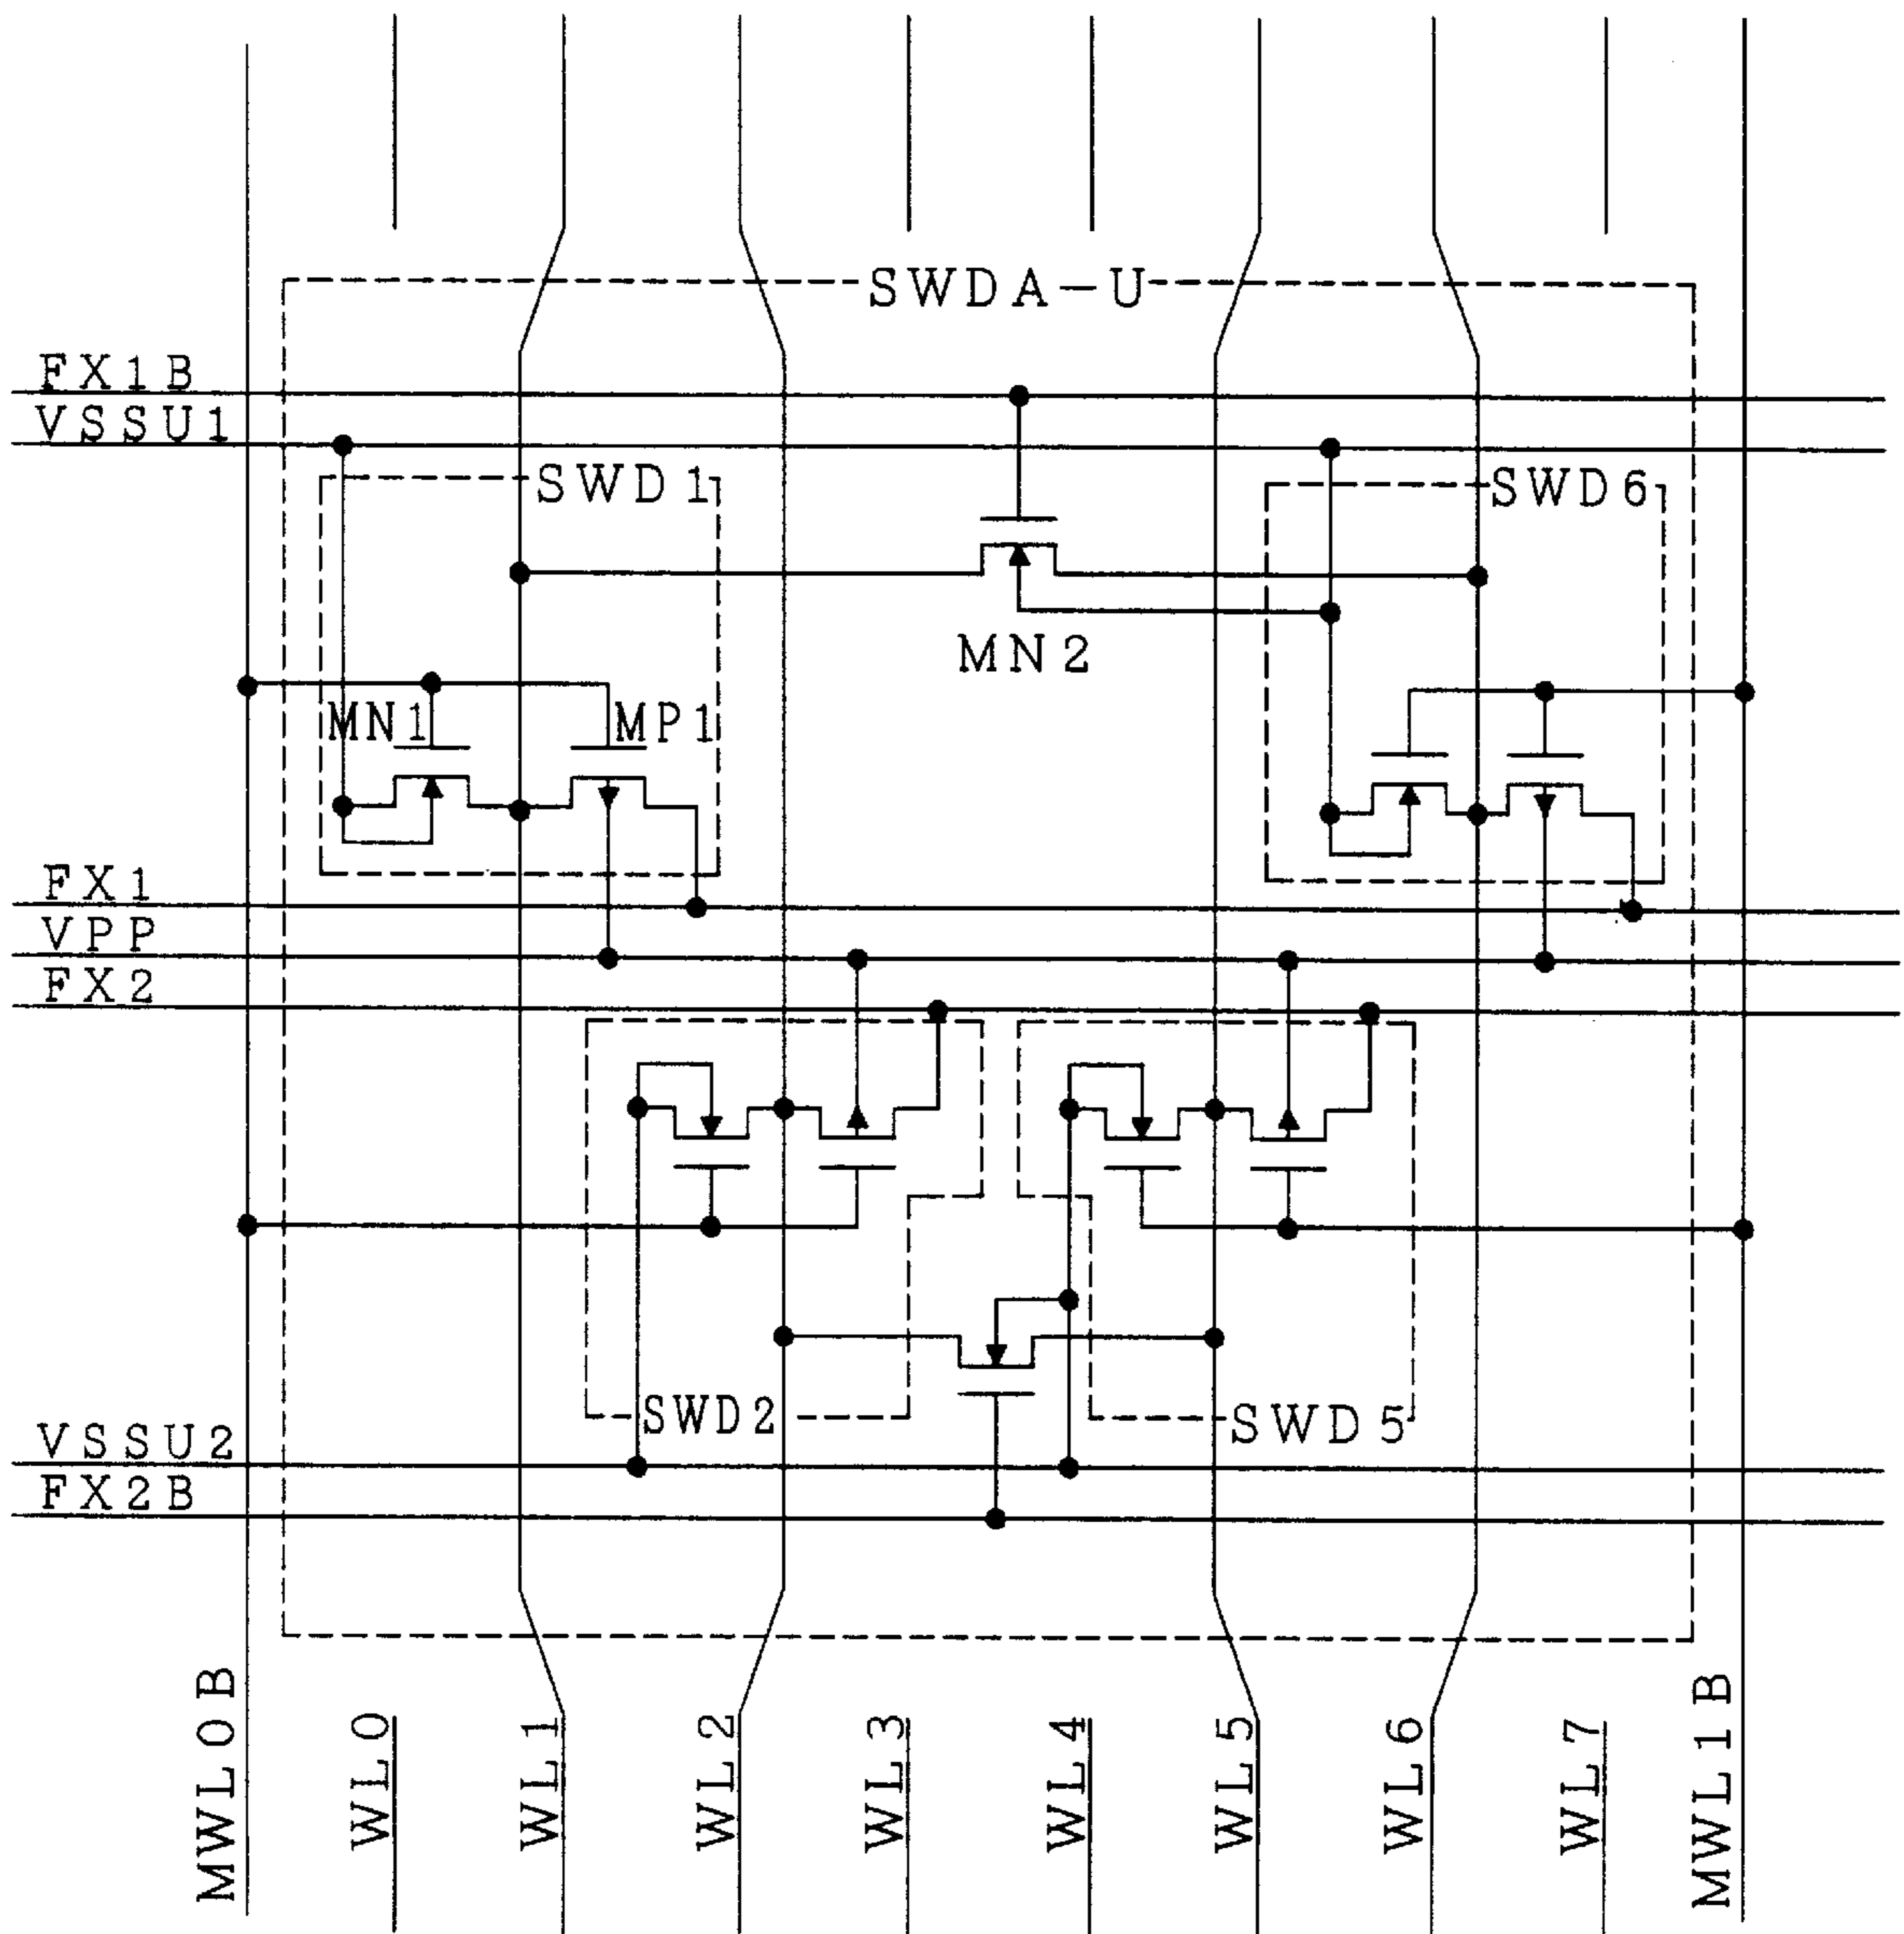 SWDA-U
FX1B
VSSU1
SWD1
SWD6
MN2
MN1
MP1
FX1
VPP
FX2
SWD2
SWD5
VSSU2
FX2B
MWL0B
WL0
WL1
WL2
WL3
WL4
WL5
WL6
WL7
MWL1B